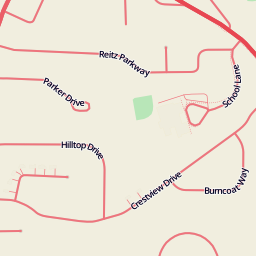 Reitz Parkway
Parker Drive
School Lane
Hilltop Drive
Crestview Drive
Burncoat Way